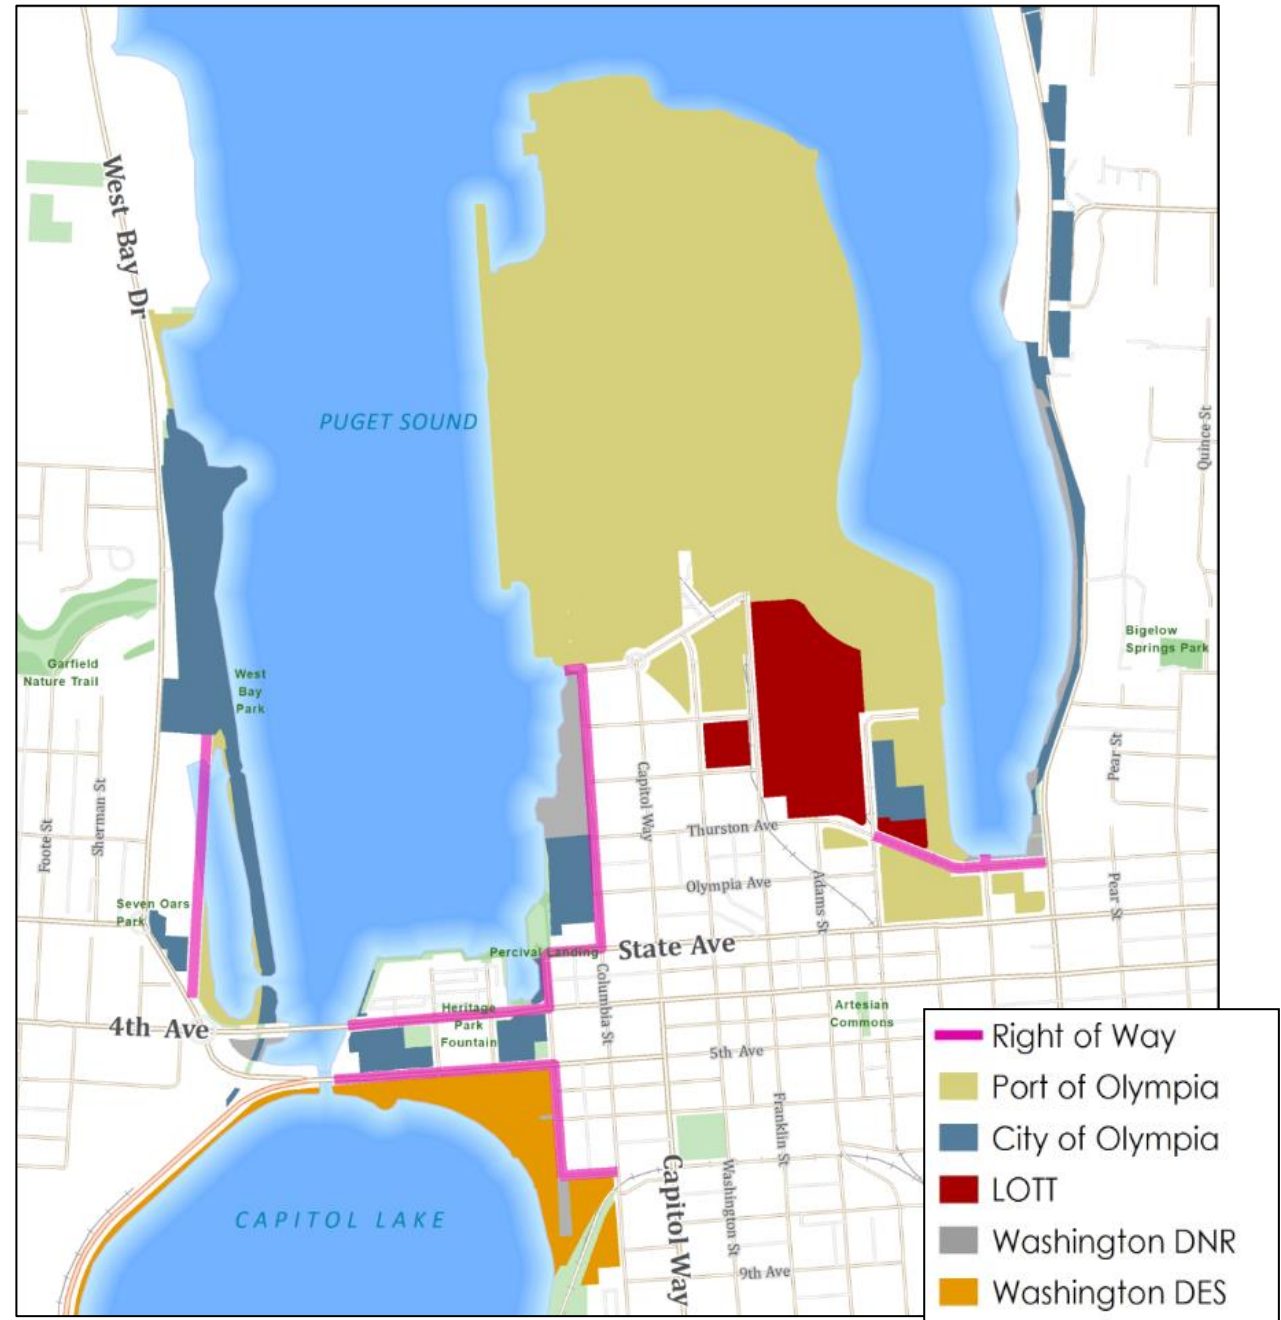 West Bay Dr
PUGET SOUND
Quince St
Bigelow
Springs Park
Garfield
Nature Trail
West
Bay
Park
Pear St
Capitol Way
Sherman St
Foote St
Thurston Ave
Olympia Ave
Adams St
Pear St
Seven Oars
Park
Percival Landing
State Ave
Columbia St
Heritage
Park
Fountain
Artesian
Commons
4th Ave
5th Ave
Franklin St
Washington St
Capitol Way
CAPITOL LAKE
9th Ave
Right of Way
Port of Olympia
City of Olympia
LOTT
Washington DNR
Washington DES